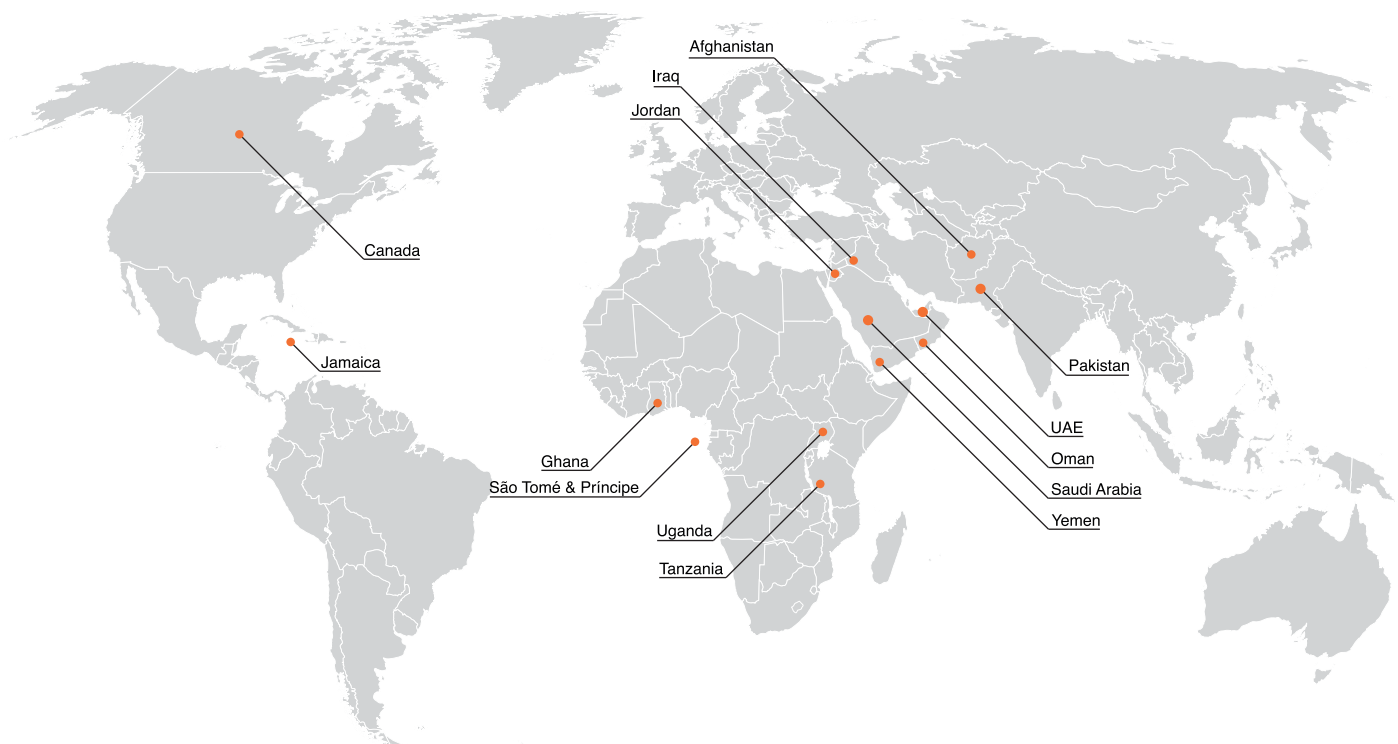 Afghanistan
Iraq
Jordan
Canada
Jamaica
Pakistan
UAE
Ghana
Oman
São Tomé & Príncipe
Saudi Arabia
Yemen
Uganda
Tanzania